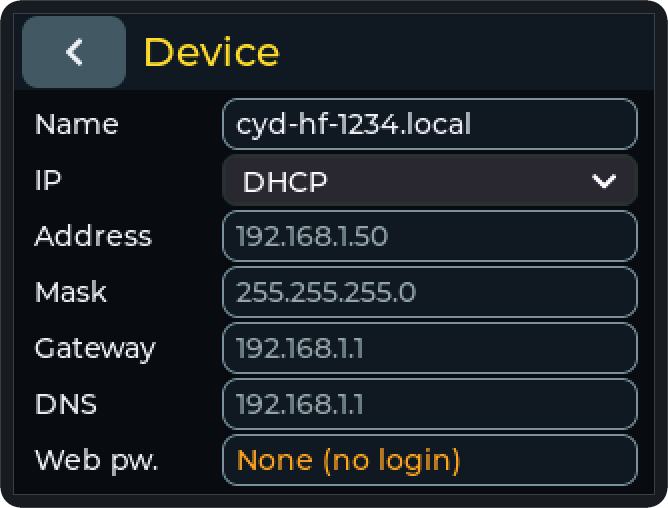 Device
Name cyd-hf-1234.local
IP DHCP
Address 192.168.1.50
Mask 255.255.255.0
Gateway 192.168.1.1
DNS 192.168.1.1
Web pw. None (no login)